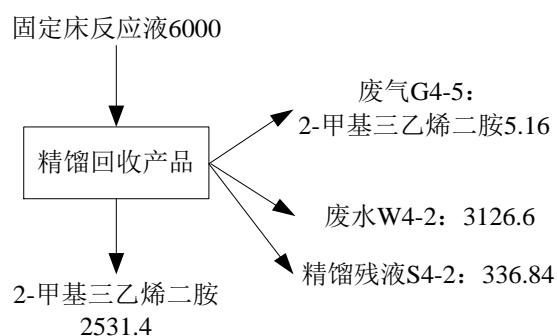 固定床反应液6000
废气G4-5：
2-甲基三乙烯二胺5.16
精馏回收产品
废水W4-2：3126.6
精馏残液S4-2：336.84
2-甲基三乙烯二胺
2531.4